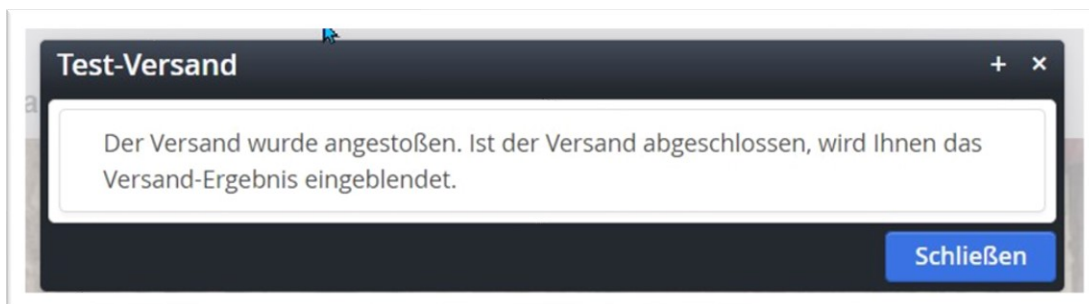 Test-Versand
Der Versand wurde angestoßen. Ist der Versand abgeschlossen, wird Ihnen das
Versand-Ergebnis eingeblendet.
Schließen